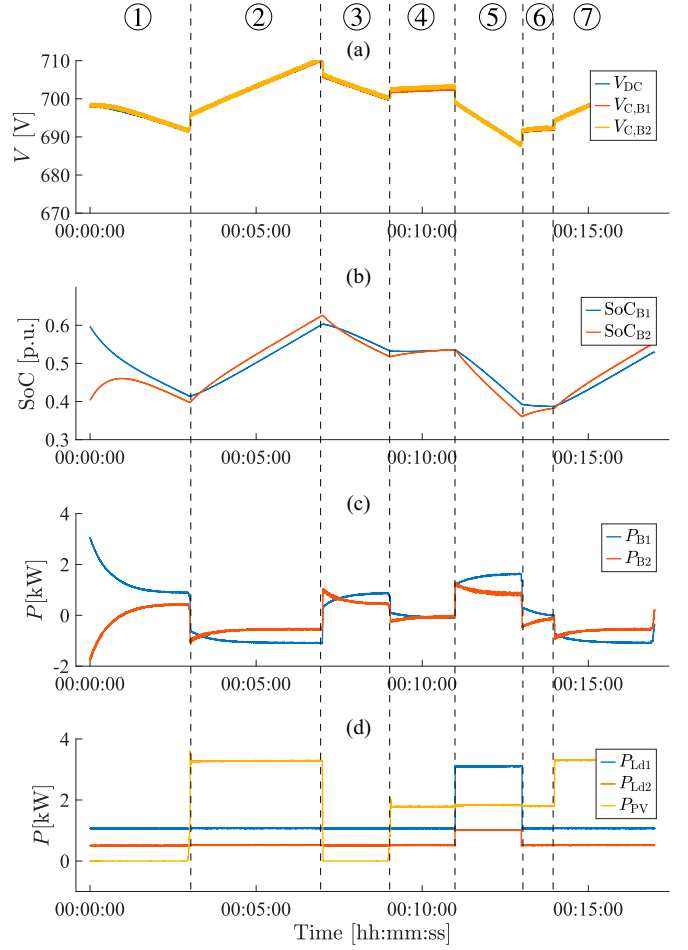 ① ② ③ ④ ⑤ ⑥ ⑦
(a)
710
700
690
680
670
V [V]
V_DC
V_C,B1
V_C,B2
00:00:00 00:05:00 00:10:00 00:15:00
(b)
0.6
0.5
0.4
0.3
SoC [p.u.]
SoC_B1
SoC_B2
00:00:00 00:05:00 00:10:00 00:15:00
(c)
4
2
0
-2
P[kW]
P_B1
P_B2
00:00:00 00:05:00 00:10:00 00:15:00
(d)
4
2
0
P[kW]
P_Ld1
P_Ld2
P_PV
00:00:00 00:05:00 00:10:00 00:15:00
Time [hh:mm:ss]